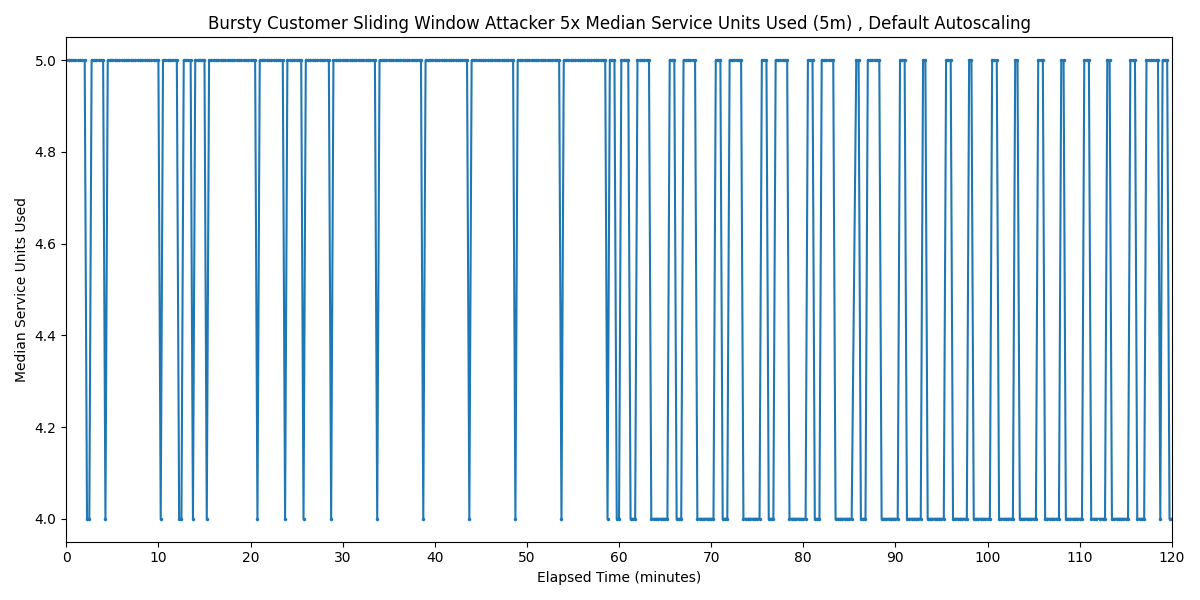 Bursty Customer Sliding Window Attacker 5x Median Service Units Used (5m) , Default Autoscaling
5.0
4.8
4.6
4.4
4.2
4.0
Median Service Units Used
0 10 20 30 40 50 60 70 80 90 100 110 120
Elapsed Time (minutes)